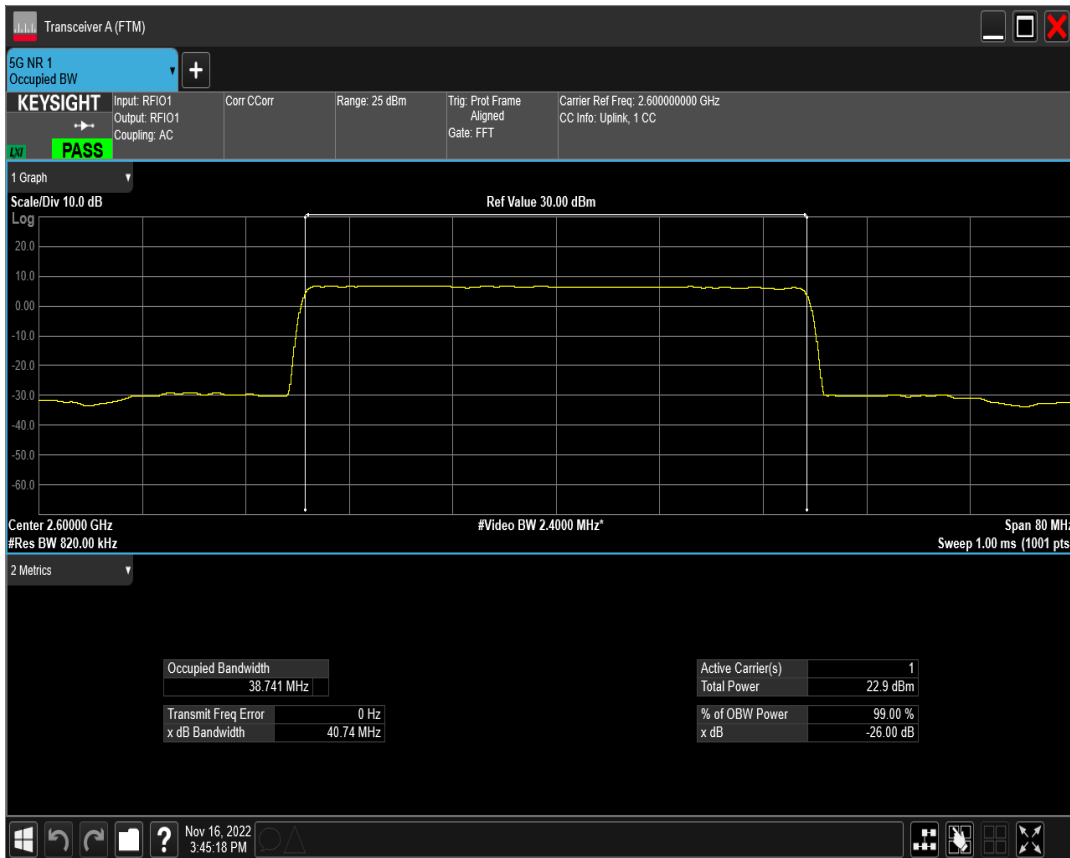 Transceiver A (FTM)
5G NR 1
Occupied BW
+
KEYSIGHT
LXI
PASS
Input: RFIO1
Output: RFIO1
Coupling: AC
Corr CCorr
Range: 25 dBm
Trig: Prot Frame
Aligned
Gate: FFT
Carrier Ref Freq: 2.600000000 GHz
CC Info: Uplink, 1 CC
1 Graph
Scale/Div 10.0 dB
Ref Value 30.00 dBm
Log
20.0
10.0
0.00
-10.0
-20.0
-30.0
-40.0
-50.0
-60.0
Center 2.60000 GHz
#Video BW 2.4000 MHz*
Span 80 MHz
#Res BW 820.00 kHz
Sweep 1.00 ms (1001 pts
2 Metrics
Occupied Bandwidth
38.741 MHz
Transmit Freq Error 0 Hz
x dB Bandwidth 40.74 MHz
Active Carrier(s) 1
Total Power 22.9 dBm
% of OBW Power 99.00 %
x dB -26.00 dB
?
Nov 16, 2022
3:45:18 PM